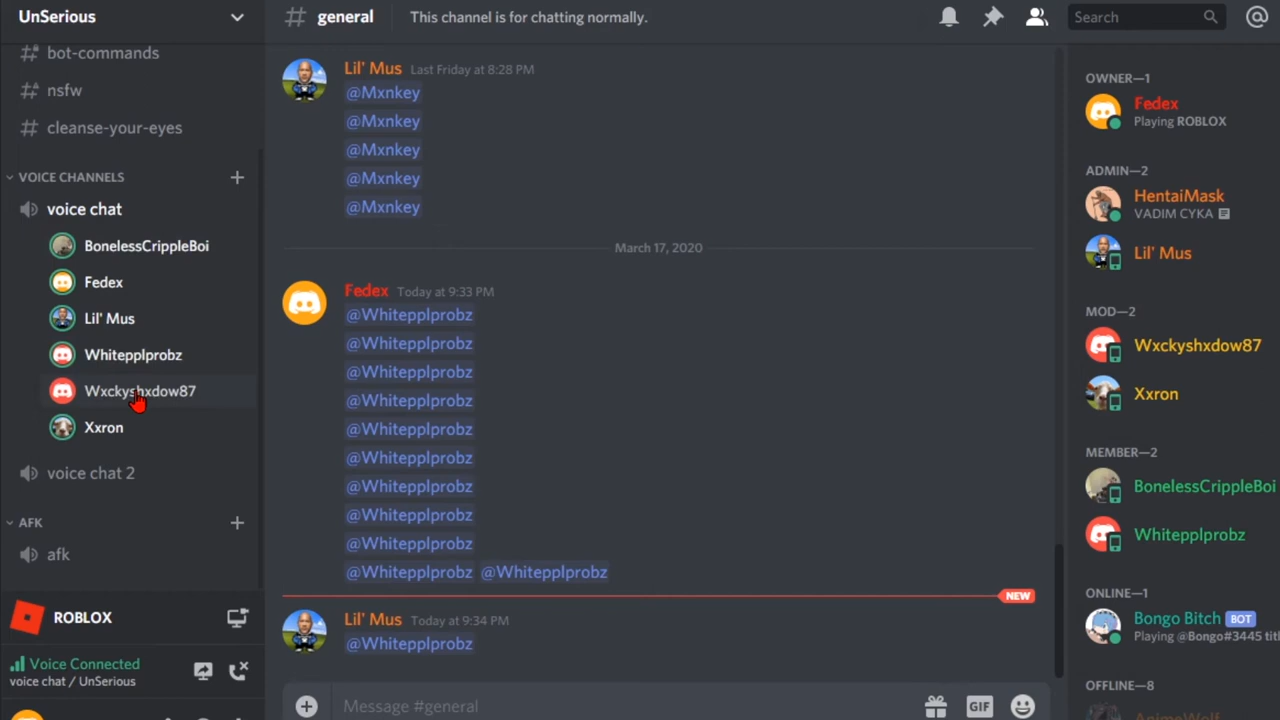 UnSerious
bot-commands
nsfw
cleanse-your-eyes
VOICE CHANNELS
voice chat
BonelessCrippleBoi
Fedex
Lil' Mus
Whitepplprobz
Wxckyshxdow87
Xxron
voice chat 2
AFK
afk
ROBLOX
Voice Connected
voice chat / UnSerious
# general
This channel is for chatting normally.
Search
Lil' Mus Last Friday at 8:28 PM
@Mxnkey
@Mxnkey
@Mxnkey
@Mxnkey
@Mxnkey
March 17, 2020
Fedex Today at 9:33 PM
@Whitepplprobz
@Whitepplprobz
@Whitepplprobz
@Whitepplprobz
@Whitepplprobz
@Whitepplprobz
@Whitepplprobz
@Whitepplprobz
@Whitepplprobz
@Whitepplprobz @Whitepplprobz
NEW
Lil' Mus Today at 9:34 PM
@Whitepplprobz
Message #general
GIF
OWNER—1
Fedex
Playing ROBLOX
ADMIN—2
HentaiMask
VADIM CYKA
Lil' Mus
MOD—2
Wxckyshxdow87
Xxron
MEMBER—2
BonelessCrippleBoi
Whitepplprobz
ONLINE—1
Bongo Bitch BOT
Playing @Bongo#3445 titl
OFFLINE—8
AnimeWolf